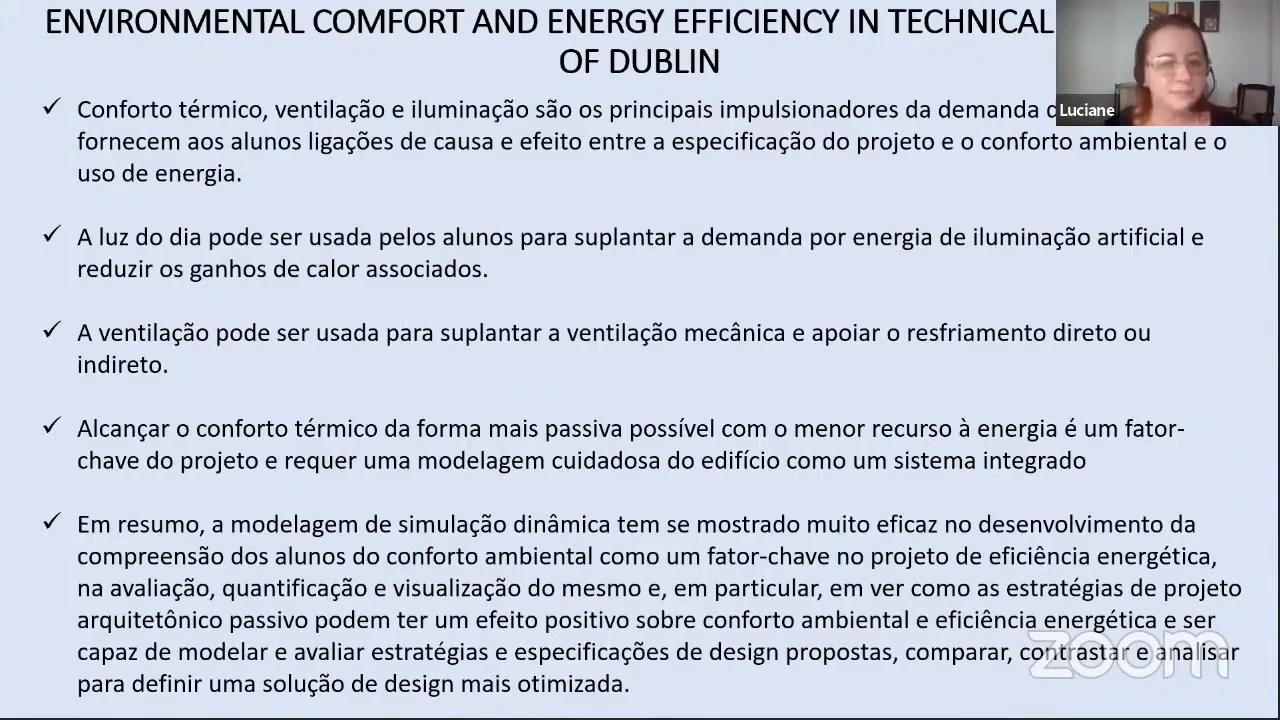 ENVIRONMENTAL COMFORT AND ENERGY EFFICIENCY IN TECHNICAL
OF DUBLIN
Luciane
✓ Conforto térmico, ventilação e iluminação são os principais impulsionadores da demanda
fornecem aos alunos ligações de causa e efeito entre a especificação do projeto e o conforto ambiental e o
uso de energia.
✓ A luz do dia pode ser usada pelos alunos para suplantar a demanda por energia de iluminação artificial e
reduzir os ganhos de calor associados.
✓ A ventilação pode ser usada para suplantar a ventilação mecânica e apoiar o resfriamento direto ou
indireto.
✓ Alcançar o conforto térmico da forma mais passiva possível com o menor recurso à energia é um fator-
chave do projeto e requer uma modelagem cuidadosa do edifício como um sistema integrado
✓ Em resumo, a modelagem de simulação dinâmica tem se mostrado muito eficaz no desenvolvimento da
compreensão dos alunos do conforto ambiental como um fator-chave no projeto de eficiência energética,
na avaliação, quantificação e visualização do mesmo e, em particular, em ver como as estratégias de projeto
arquitetônico passivo podem ter um efeito positivo sobre conforto ambiental e eficiência energética e ser
capaz de modelar e avaliar estratégias e especificações de design propostas, comparar, contrastar e analisar
para definir uma solução de design mais otimizada.
zoom